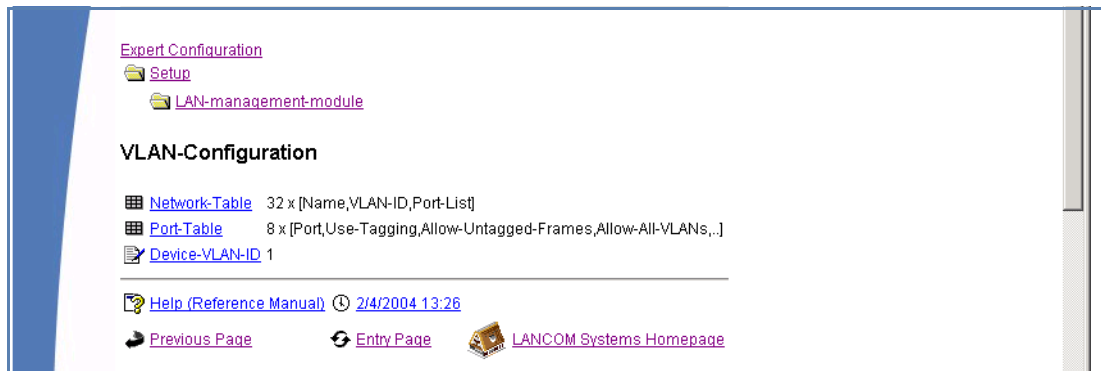 Expert Configuration
Setup
LAN-management-module
VLAN-Configuration
Network-Table 32 x [Name,VLAN-ID,Port-List]
Port-Table 8 x [Port,Use-Tagging,Allow-Untagged-Frames,Allow-All-VLANs,..]
Device-VLAN-ID 1
Help (Reference Manual) 2/4/2004 13:26
Previous Page Entry Page LANCOM Systems Homepage